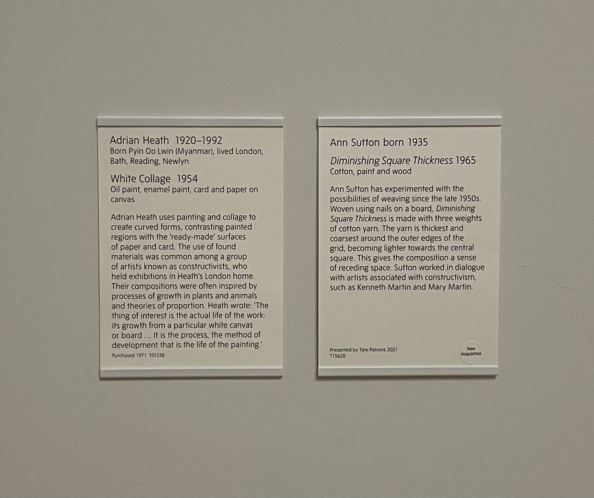 Adrian Heath 1920–1992
Born Pyin Oo Lwin (Myanmar), lived London,
Bath, Reading, Newlyn
White Collage 1954
Oil paint, enamel paint, card and paper on
canvas
Adrian Heath uses painting and collage to
create curved forms, contrasting painted
regions with the 'ready-made' surfaces
of paper and card. The use of found
materials was common among a group
of artists known as constructivists, who
held exhibitions in Heath's London home.
Their compositions were often inspired by
processes of growth in plants and animals
and theories of proportion. Heath wrote: 'The
thing of interest is the actual life of the work:
its growth from a particular white canvas
or board ... It is the process, the method of
development that is the life of the painting.'
Purchased 1971. T01338
Ann Sutton born 1935
Diminishing Square Thickness 1965
Cotton, paint and wood
Ann Sutton has experimented with the
possibilities of weaving since the late 1950s.
Woven using nails on a board, Diminishing
Square Thickness is made with three weights
of cotton yarn. The yarn is thickest and
coarsest around the outer edges of the
grid, becoming lighter towards the central
square. This gives the composition a sense
of receding space. Sutton worked in dialogue
with artists associated with constructivism,
such as Kenneth Martin and Mary Martin.
Presented by Tate Patrons 2021
T15620
New
Acquisition